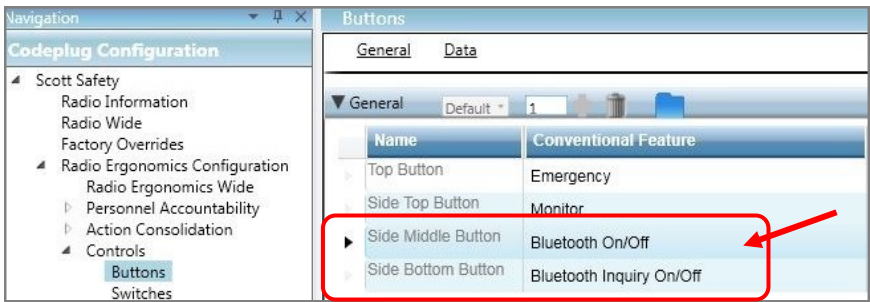 Navigation
Codeplug Configuration
Scott Safety
Radio Information
Radio Wide
Factory Overrides
Radio Ergonomics Configuration
Radio Ergonomics Wide
Personnel Accountability
Action Consolidation
Controls
Buttons
Switches
Buttons
General Data
General Default 1
Name Conventional Feature
Top Button Emergency
Side Top Button Monitor
Side Middle Button Bluetooth On/Off
Side Bottom Button Bluetooth Inquiry On/Off